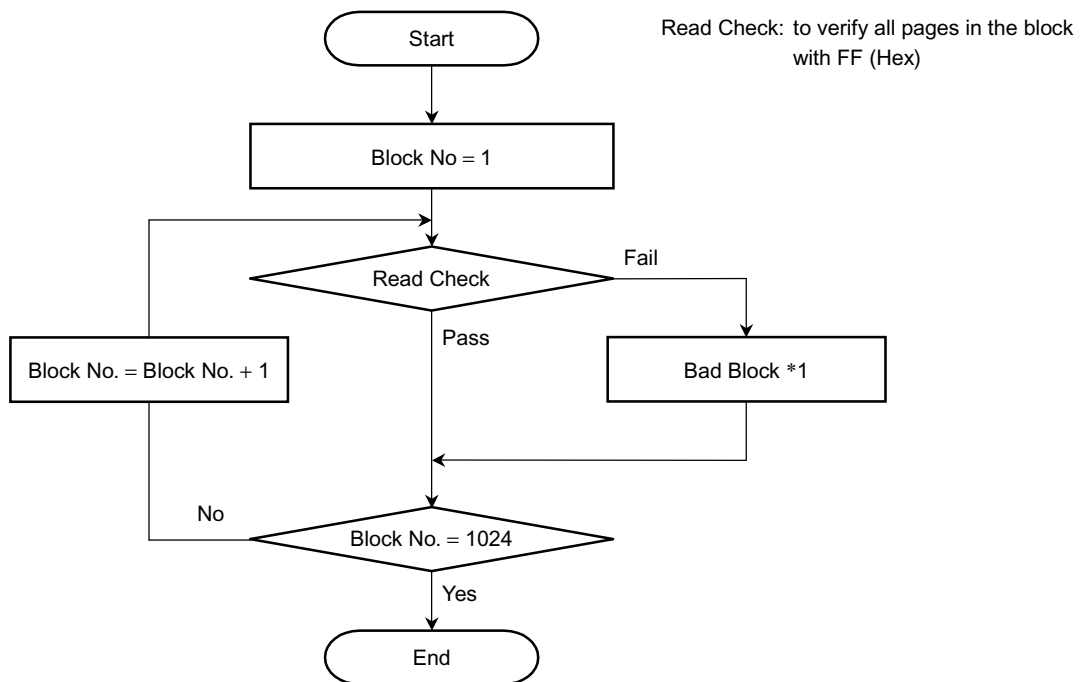 Start
Read Check: to verify all pages in the block
with FF (Hex)
Block No = 1
Read Check
Fail
Pass
Block No. = Block No. + 1
Bad Block *1
No
Block No. = 1024
Yes
End